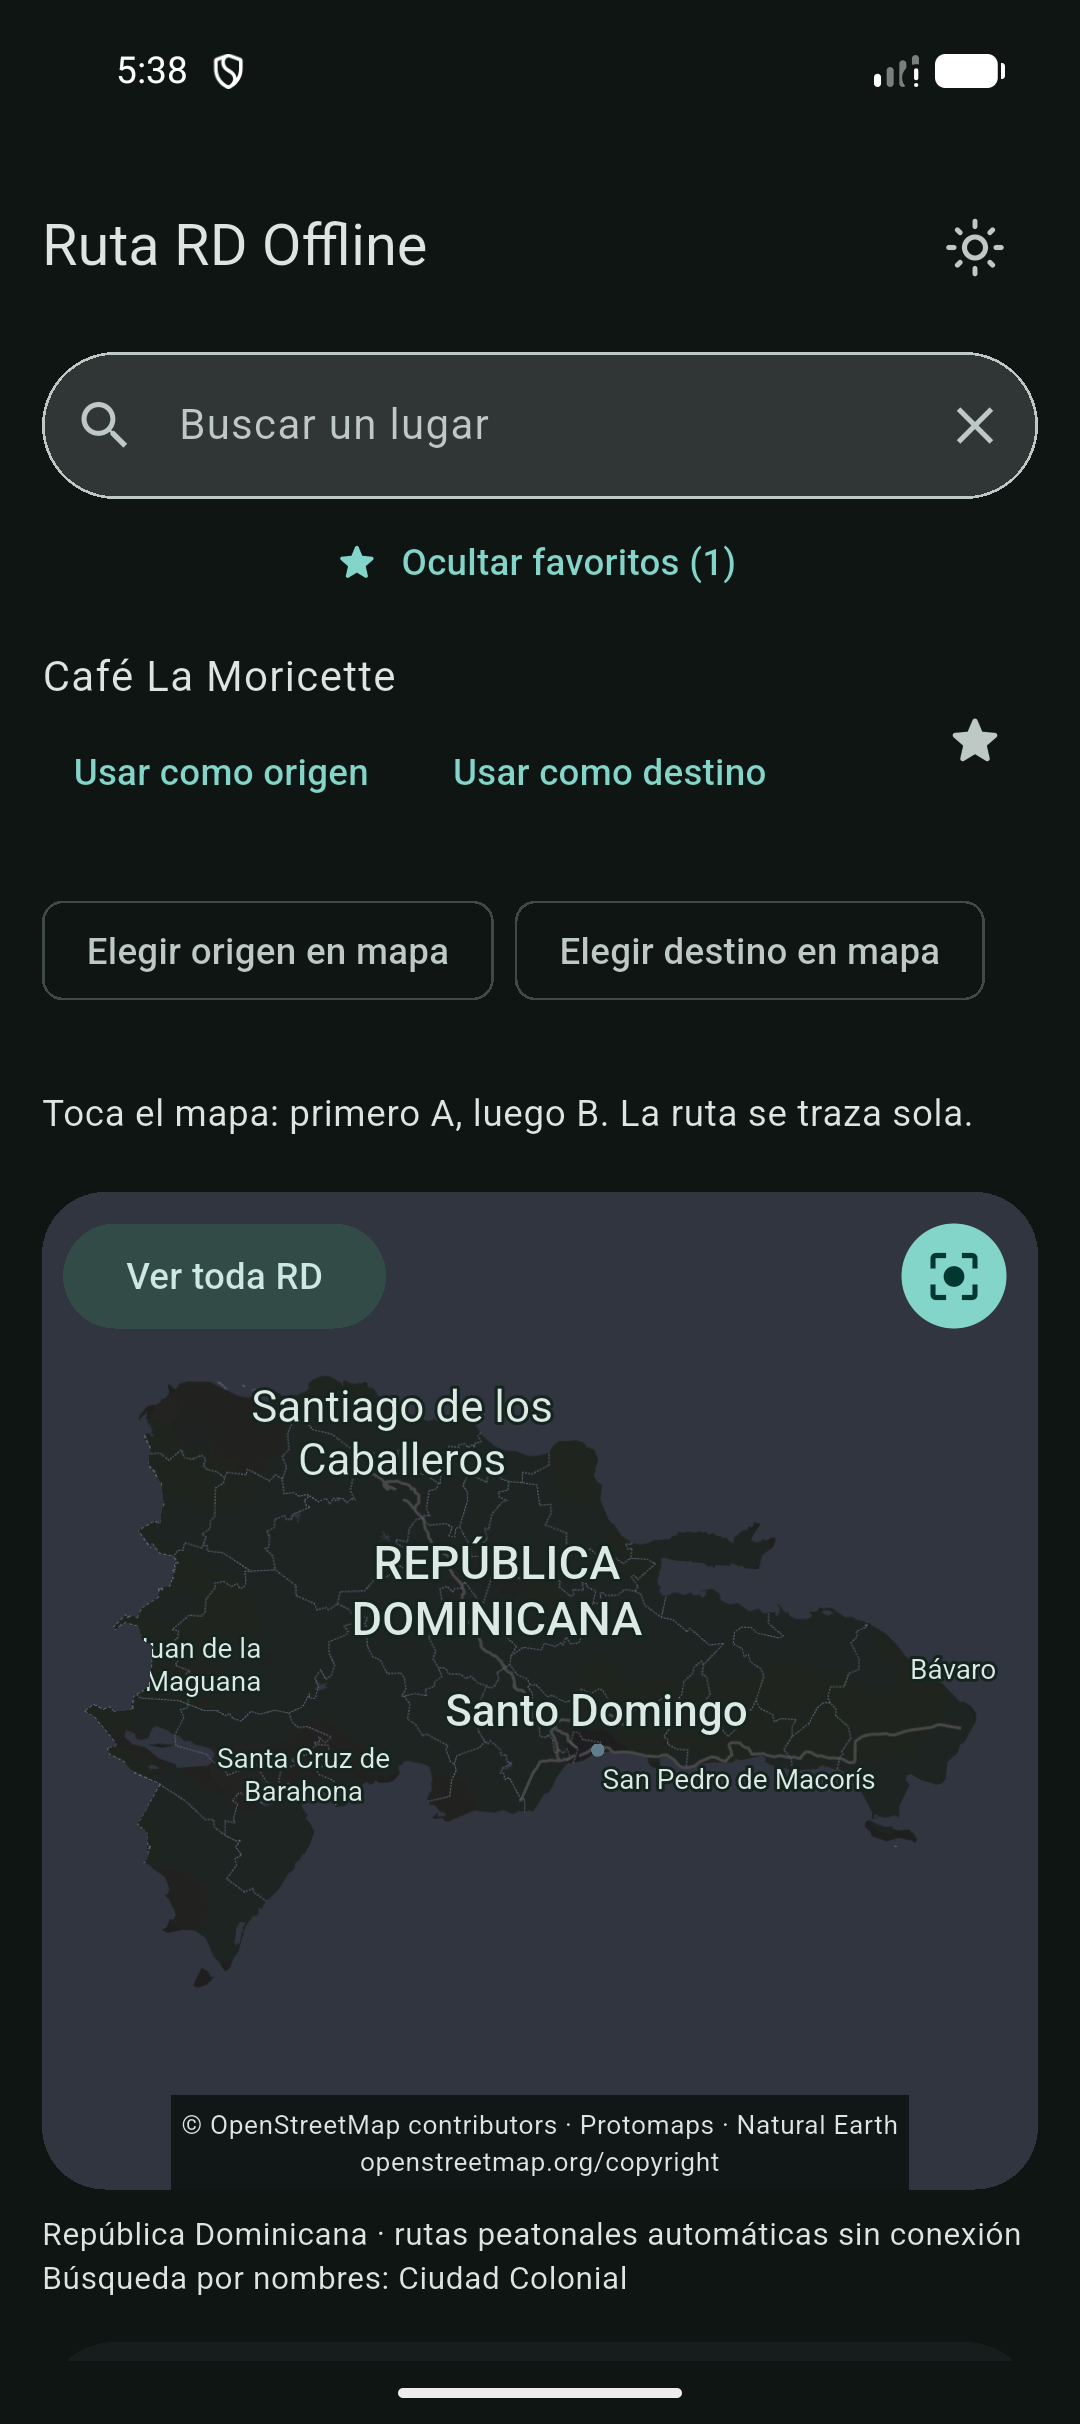 5:38
Ruta RD Offline
Buscar un lugar
Ocultar favoritos (1)
Café La Moricette
Usar como origen
Usar como destino
Elegir origen en mapa
Elegir destino en mapa
Toca el mapa: primero A, luego B. La ruta se traza sola.
Ver toda RD
Santiago de los
Caballeros
REPÚBLICA
DOMINICANA
uan de la
Maguana
Bávaro
Santo Domingo
Santa Cruz de
Barahona
San Pedro de Macorís
© OpenStreetMap contributors · Protomaps · Natural Earth
openstreetmap.org/copyright
República Dominicana · rutas peatonales automáticas sin conexión
Búsqueda por nombres: Ciudad Colonial